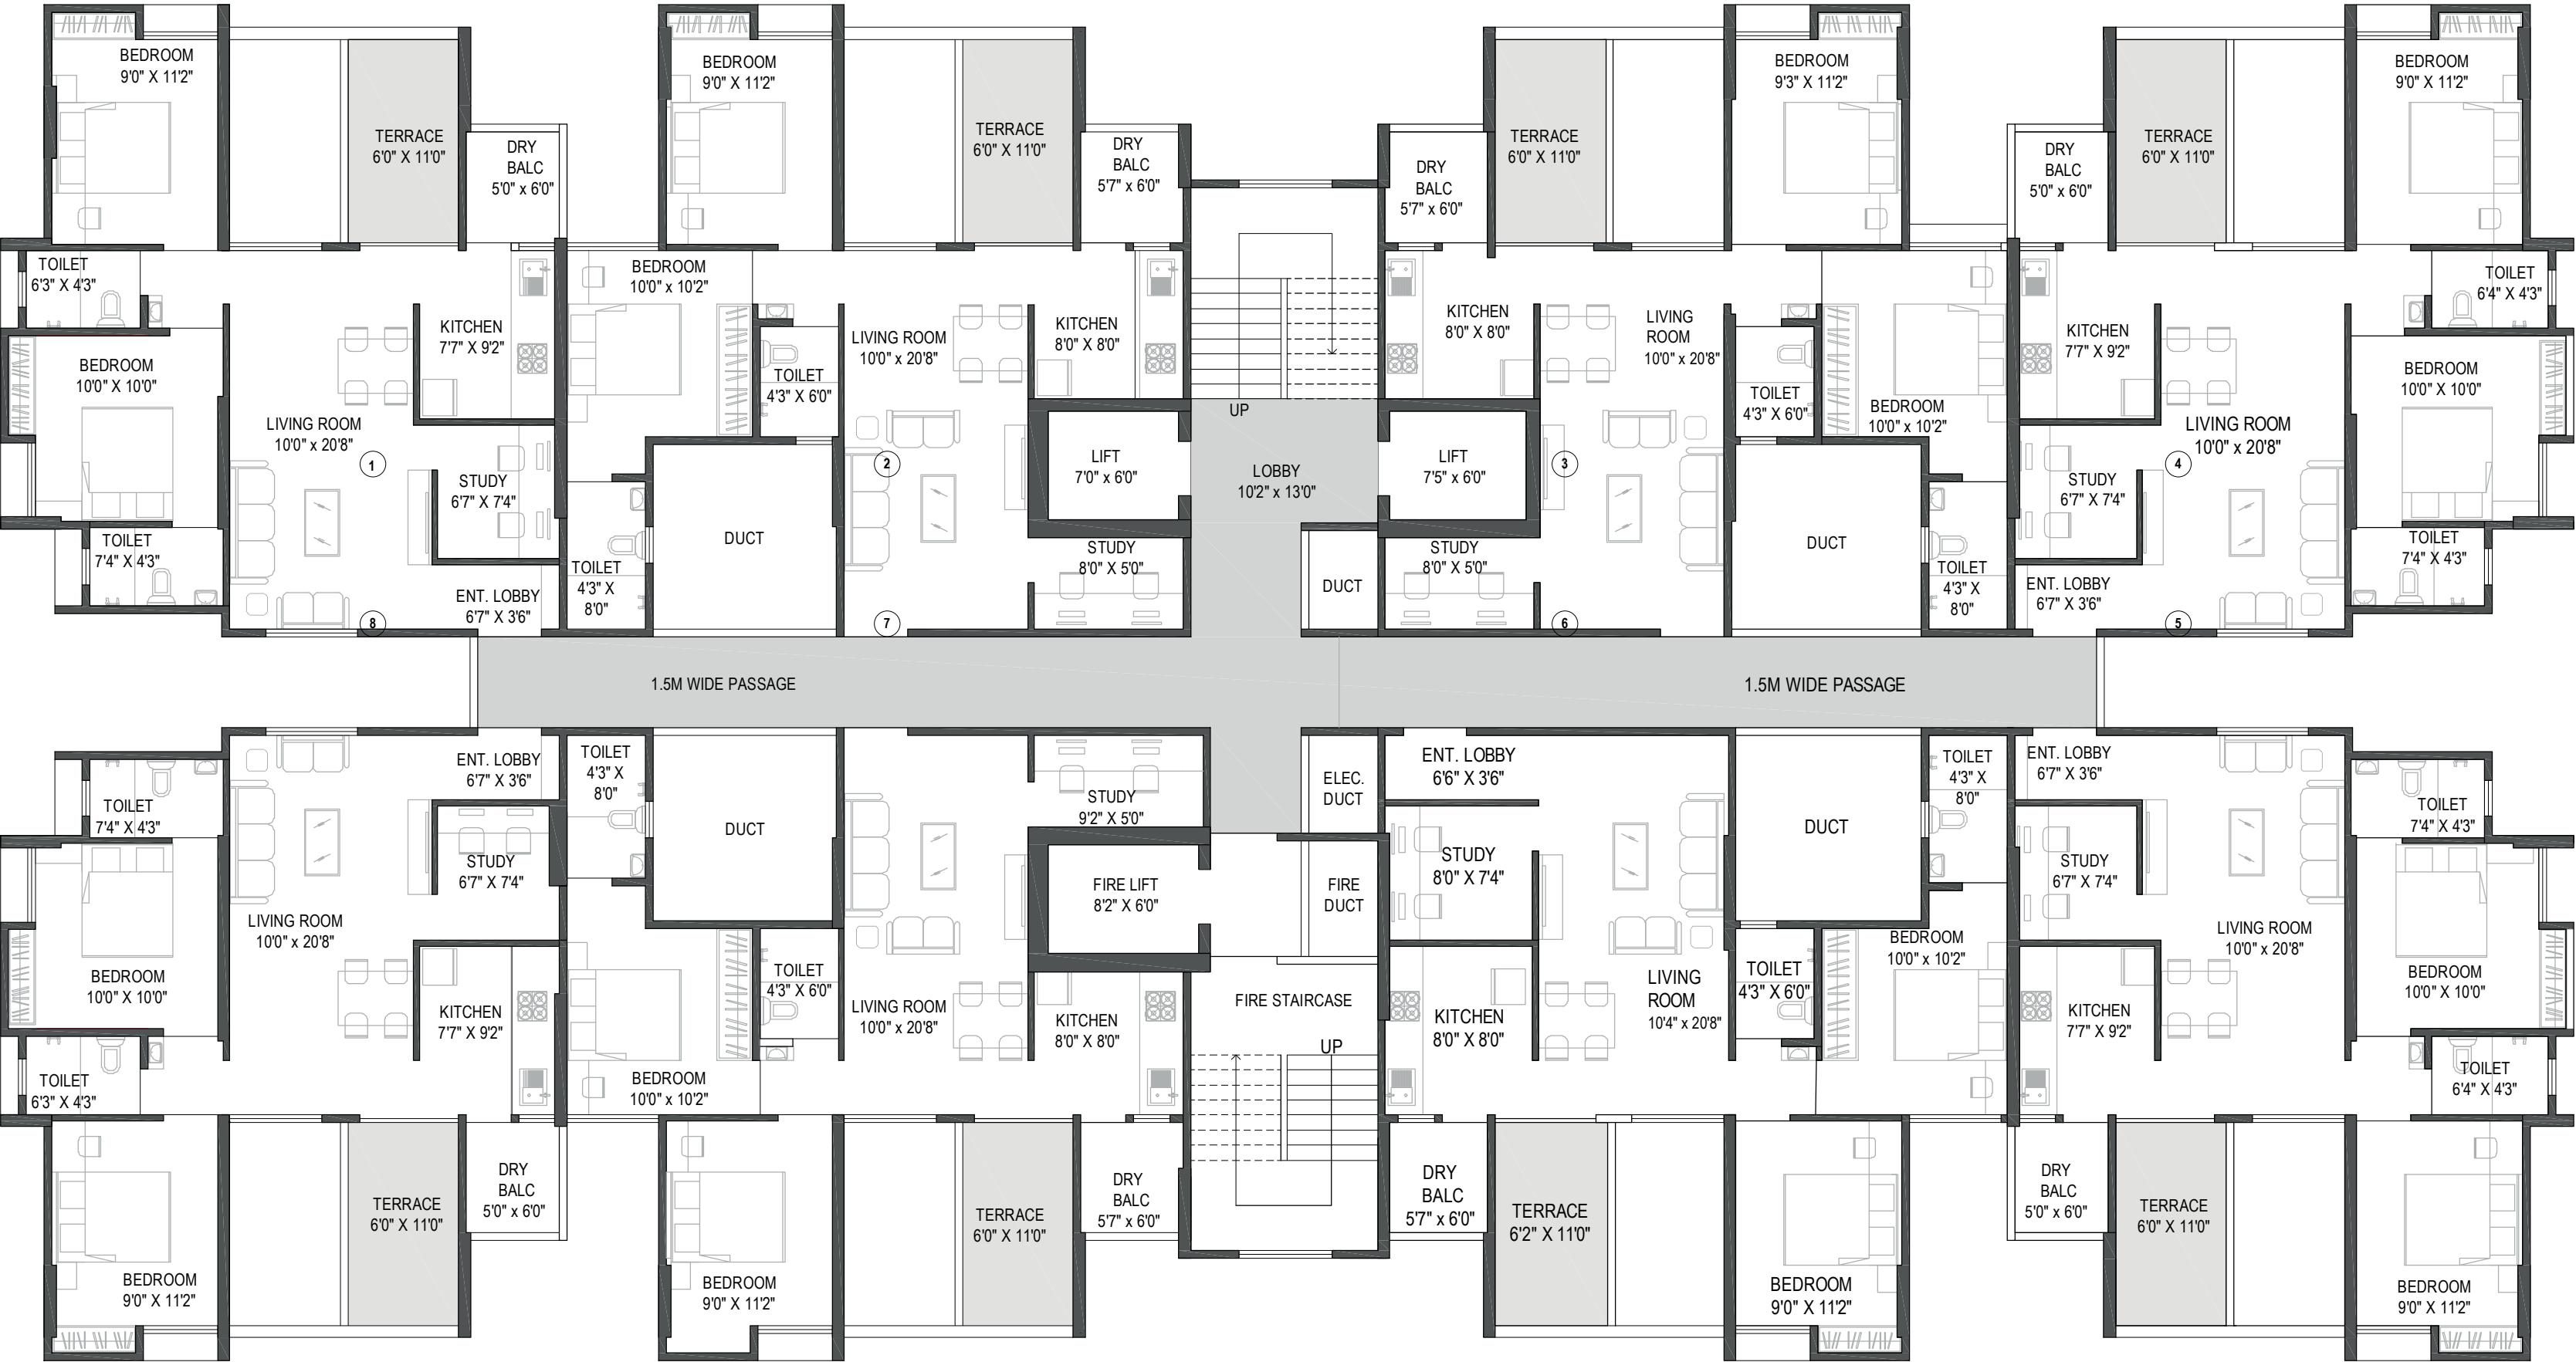 BEDROOM
9'0" X 11'2"
TERRACE
6'0" X 11'0"
DRY
BALC
5'0" x 6'0"
TOILET
6'3" X 4'3"
BEDROOM
10'0" X 10'0"
KITCHEN
7'7" X 9'2"
LIVING ROOM
10'0" x 20'8"
1
STUDY
6'7" X 7'4"
TOILET
7'4" X 4'3"
ENT. LOBBY
6'7" X 3'6"
8
BEDROOM
9'0" X 11'2"
TERRACE
6'0" X 11'0"
DRY
BALC
5'7" x 6'0"
BEDROOM
10'0" X 10'2"
LIVING ROOM
10'0" x 20'8"
KITCHEN
8'0" X 8'0"
TOILET
4'3" X 6'0"
2
TOILET
4'3" X
8'0"
DUCT
STUDY
8'0" X 5'0"
7
LIFT
7'0" x 6'0"
UP
LOBBY
10'2" x 13'0"
LIFT
7'5" x 6'0"
DUCT
DRY
BALC
5'7" x 6'0"
TERRACE
6'0" X 11'0"
BEDROOM
9'3" X 11'2"
KITCHEN
8'0" X 8'0"
LIVING
ROOM
10'0" x 20'8"
TOILET
4'3" X 6'0"
BEDROOM
10'0" x 10'2"
3
STUDY
8'0" X 5'0"
DUCT
TOILET
4'3" X
8'0"
6
DRY
BALC
5'0" x 6'0"
TERRACE
6'0" X 11'0"
BEDROOM
9'0" X 11'2"
TOILET
6'4" X 4'3"
KITCHEN
7'7" X 9'2"
BEDROOM
10'0" X 10'0"
LIVING ROOM
10'0" x 20'8"
4
STUDY
6'7" X 7'4"
TOILET
7'4" X 4'3"
ENT. LOBBY
6'7" X 3'6"
5
1.5M WIDE PASSAGE
1.5M WIDE PASSAGE
ENT. LOBBY
6'7" X 3'6"
TOILET
7'4" X 4'3"
STUDY
6'7" X 7'4"
LIVING ROOM
10'0" x 20'8"
BEDROOM
10'0" X 10'0"
KITCHEN
7'7" X 9'2"
TOILET
6'3" X 4'3"
TERRACE
6'0" X 11'0"
DRY
BALC
5'0" x 6'0"
BEDROOM
9'0" X 11'2"
TOILET
4'3" X
8'0"
DUCT
STUDY
9'2" X 5'0"
TOILET
4'3" X 6'0"
LIVING ROOM
10'0" x 20'8"
KITCHEN
8'0" X 8'0"
BEDROOM
10'0" X 10'2"
TERRACE
6'0" X 11'0"
DRY
BALC
5'7" x 6'0"
BEDROOM
9'0" X 11'2"
ELEC.
DUCT
FIRE LIFT
8'2" X 6'0"
FIRE
DUCT
FIRE STAIRCASE
UP
ENT. LOBBY
6'6" X 3'6"
STUDY
8'0" X 7'4"
DUCT
TOILET
4'3" X
8'0"
BEDROOM
10'0" x 10'2"
LIVING
ROOM
10'4" x 20'8"
TOILET
4'3" X 6'0"
KITCHEN
8'0" X 8'0"
DRY
BALC
5'7" x 6'0"
TERRACE
6'2" X 11'0"
BEDROOM
9'0" X 11'2"
ENT. LOBBY
6'7" X 3'6"
TOILET
7'4" X 4'3"
STUDY
6'7" X 7'4"
LIVING ROOM
10'0" x 20'8"
BEDROOM
10'0" X 10'0"
KITCHEN
7'7" X 9'2"
TOILET
6'4" X 4'3"
DRY
BALC
5'0" x 6'0"
TERRACE
6'0" X 11'0"
BEDROOM
9'0" X 11'2"